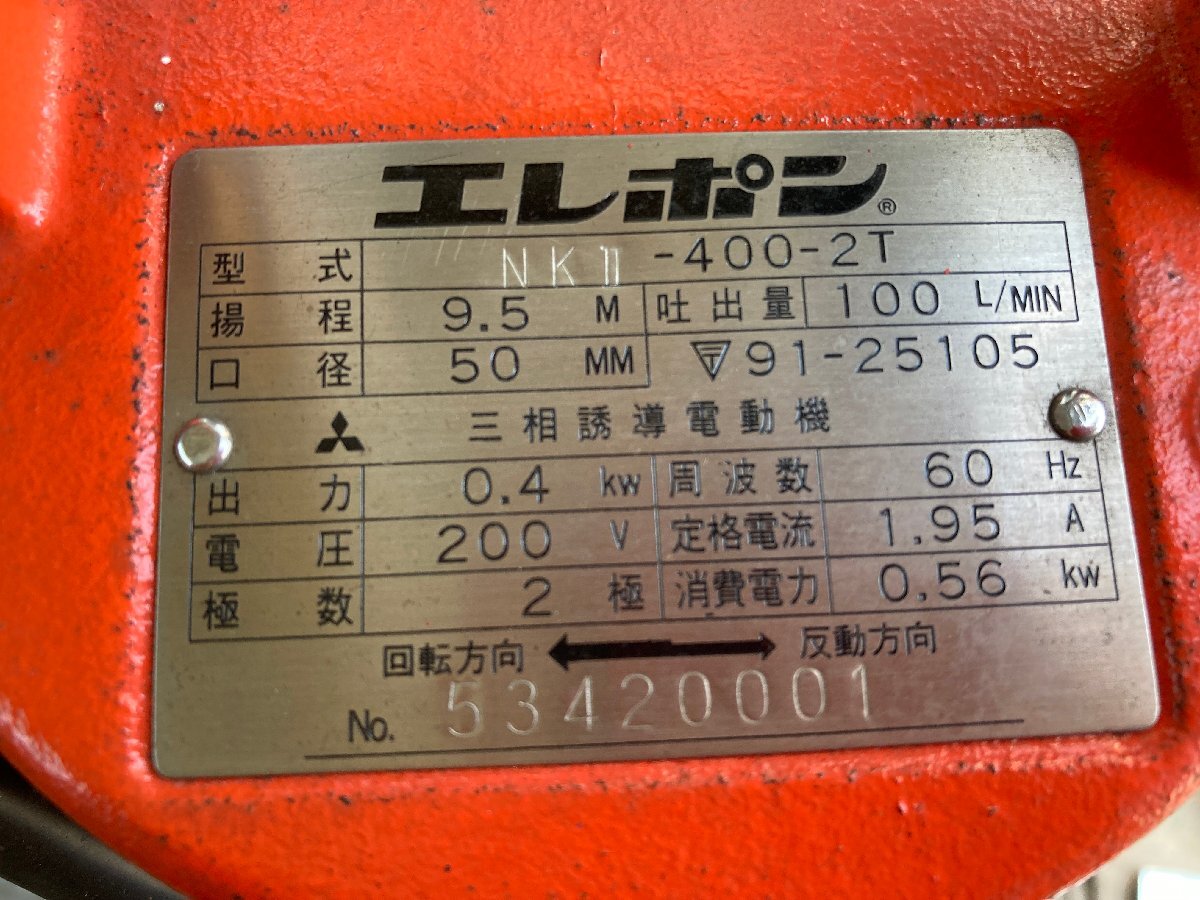 エレポン®
型式 NKII-400-2T
揚程 9.5 M 吐出量 100 L/MIN
口径 50 MM 91-25105
三相誘導電動機
出力 0.4 kw 周波数 60 Hz
電圧 200 V 定格電流 1.95 A
極数 2 極 消費電力 0.56 kw
回転方向 ⟷ 反動方向
No. 53420001